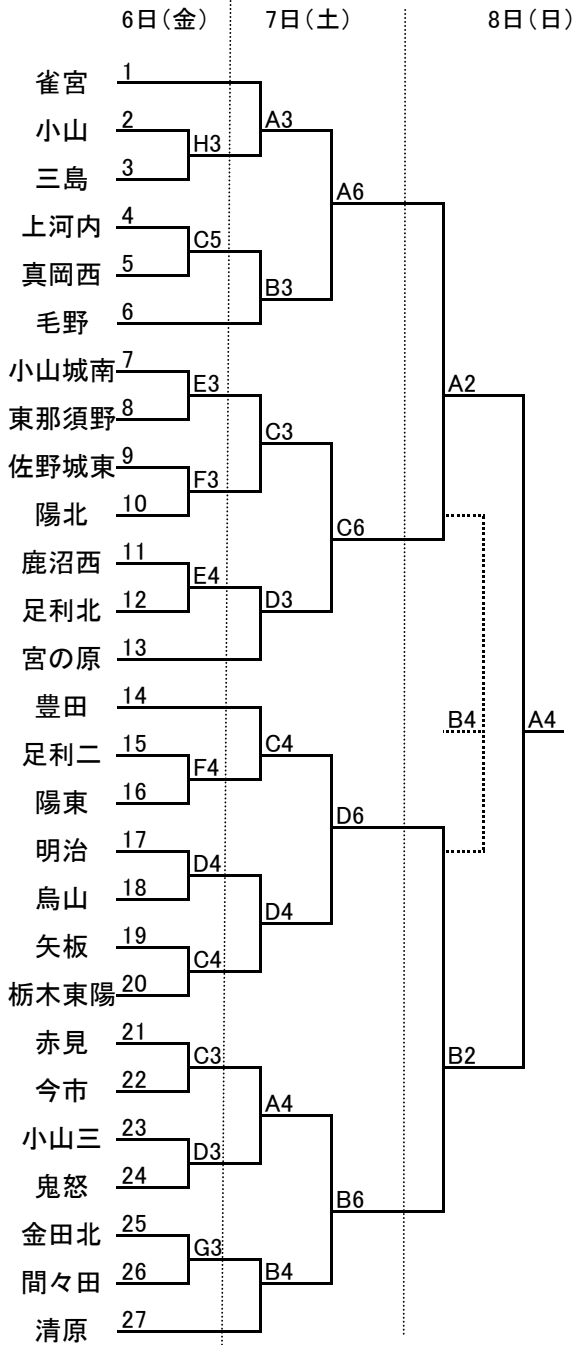 6日(金) 7日(土) 8日(日)
雀宮 1
A3
小山 2
H3
三島 3
A6
上河内 4
C5
真岡西 5
B3
毛野 6
小山城南 7
E3
A2
東那須野 8
C3
佐野城東 9
F3
陽北 10
C6
鹿沼西 11
E4
足利北 12
D3
宮の原 13
豊田 14
B4
A4
C4
足利二 15
F4
陽東 16
D6
明治 17
D4
烏山 18
D4
矢板 19
C4
栃木東陽 20
赤見 21
C3
B2
今市 22
A4
小山三 23
D3
鬼怒 24
B6
金田北 25
G3
間々田 26
B4
清原 27